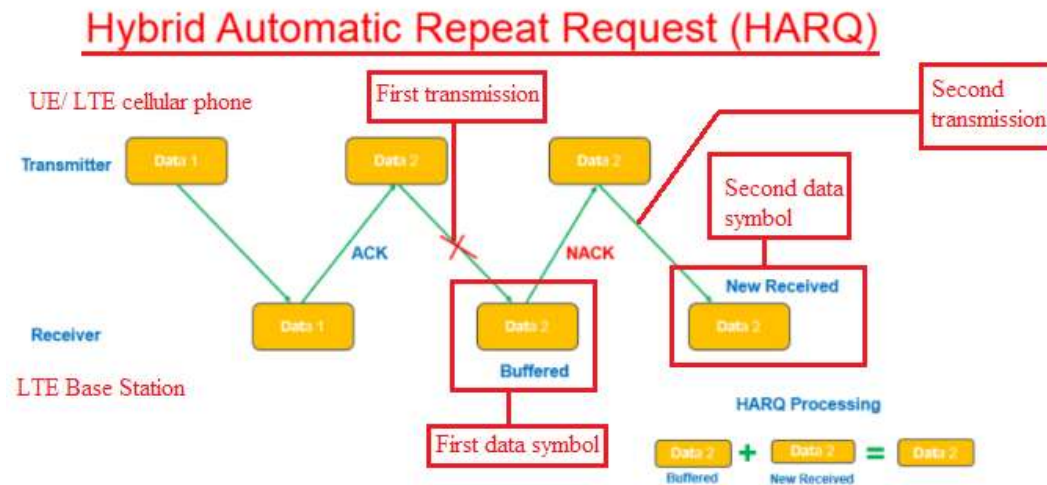 Hybrid Automatic Repeat Request (HARQ)
UE/ LTE cellular phone
First transmission
Second
transmission
Transmitter
Data 1
Data 2
Data 2
Second data
symbol
ACK
NACK
New Received
Receiver
Data 1
Data 2
Data 2
Buffered
LTE Base Station
HARQ Processing
First data symbol
Data 2 + Data 2 = Data 2
Buffered
New Received